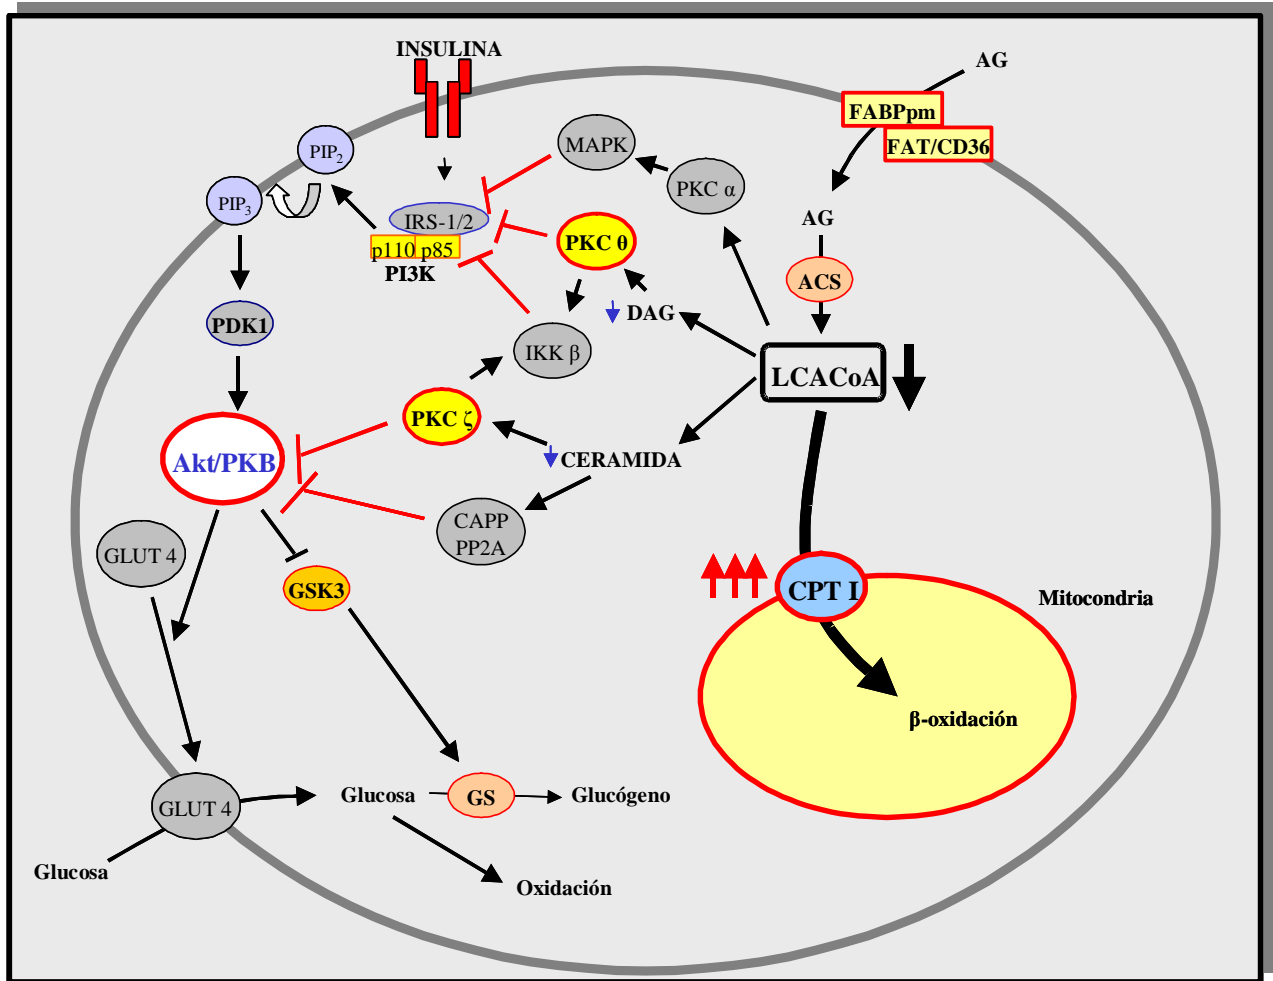 INSULINA
AG
FABPpm
FAT/CD36
MAPK
PIP2
PKC α
PIP3
IRS-1/2
AG
p110 p85
PI3K
PKC θ
ACS
DAG
PDK1
IKK β
LCACoA
PKC ζ
Akt/PKB
CERAMIDA
CAPP
PP2A
GLUT 4
GSK3
CPT I
Mitocondria
β-oxidación
GLUT 4
Glucosa
GS
Glucógeno
Glucosa
Oxidación